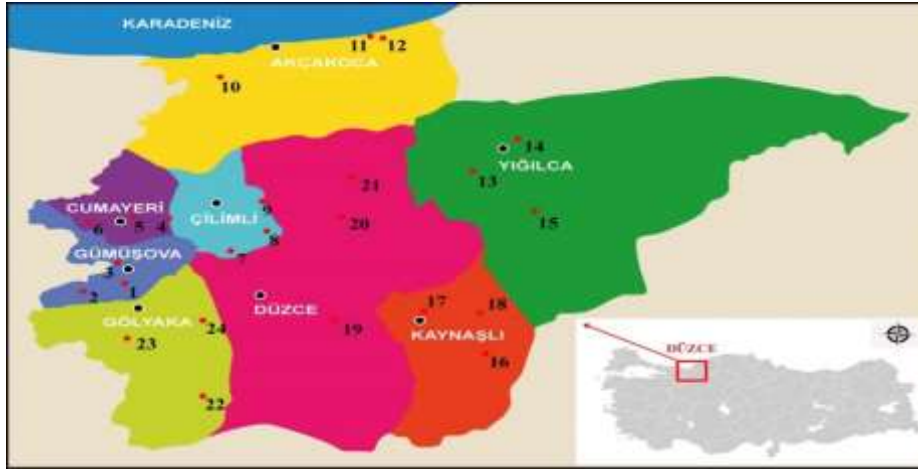 KARADENİZ
11 12
AKÇAKOCA
10
14
YIĞILCA
13
21
CUMAYERİ
9
6 5 4
ÇİLİMLİ
20
15
8
GÜMÜŞOVA
7
3
2 1
17 18
GÖLYAKA
24
DÜZCE
19
KAYNAŞLI
23
16
22
DÜZCE